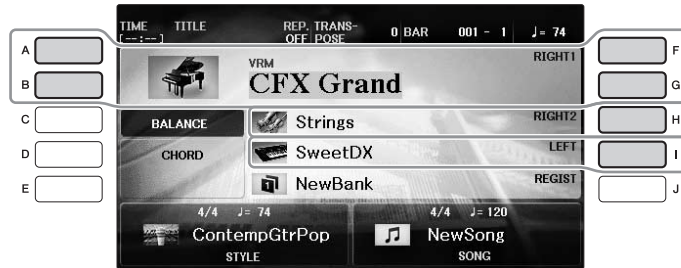 TIME TITLE REP. TRANS-
[--:--] OFF POSE 0 BAR 001 - 1 ♩= 74
A F
VRM RIGHT1
CFX Grand
B G
C BALANCE Strings RIGHT2 H
D CHORD SweetDX LEFT I
E NewBank REGIST J
4/4 ♩= 74 4/4 ♩= 120
ContempGtrPop NewSong
STYLE SONG